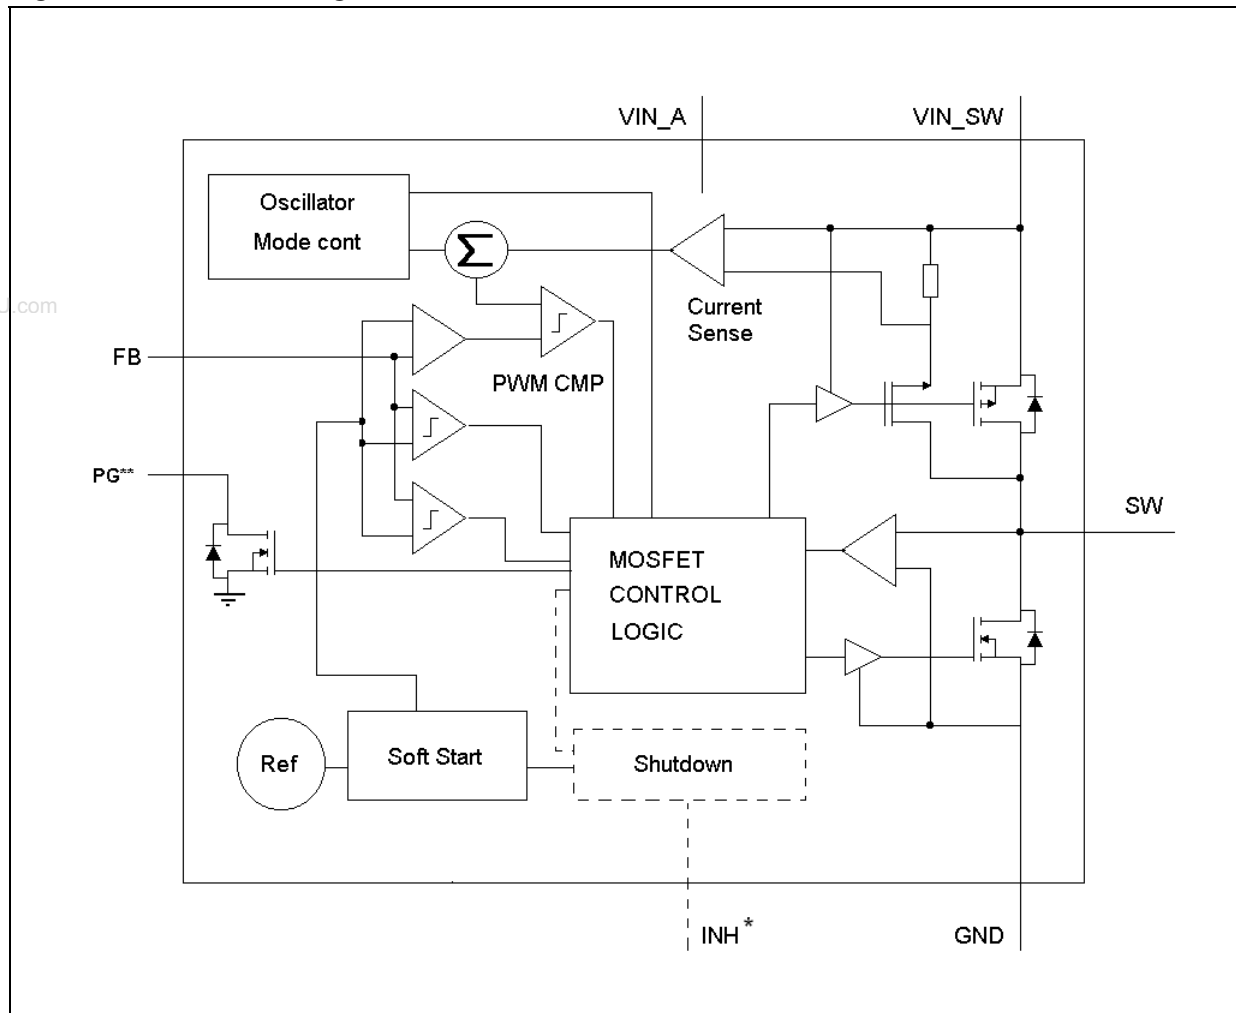 VIN_A
VIN_SW
Oscillator
Mode cont
Σ
Current
Sense
.com
FB
PWM CMP
PG**
SW
MOSFET
CONTROL
LOGIC
Ref
Soft Start
Shutdown
INH*
GND